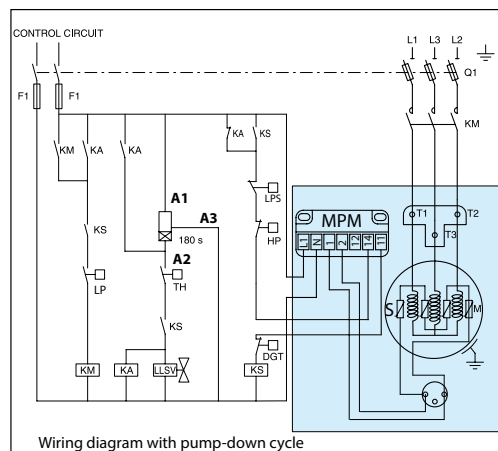 CONTROL CIRCUIT
L1 L3 L2
Q1
F1 F1
KM
KM KA KA KA KS
A1
A3
LPS
180 s
MPM
T1 T2
T3
KS
A2
HP
L1 N 1 2 12 14 11
LP
TH
S M
KS
DGT
KM KA LLSV KS
Wiring diagram with pump-down cycle